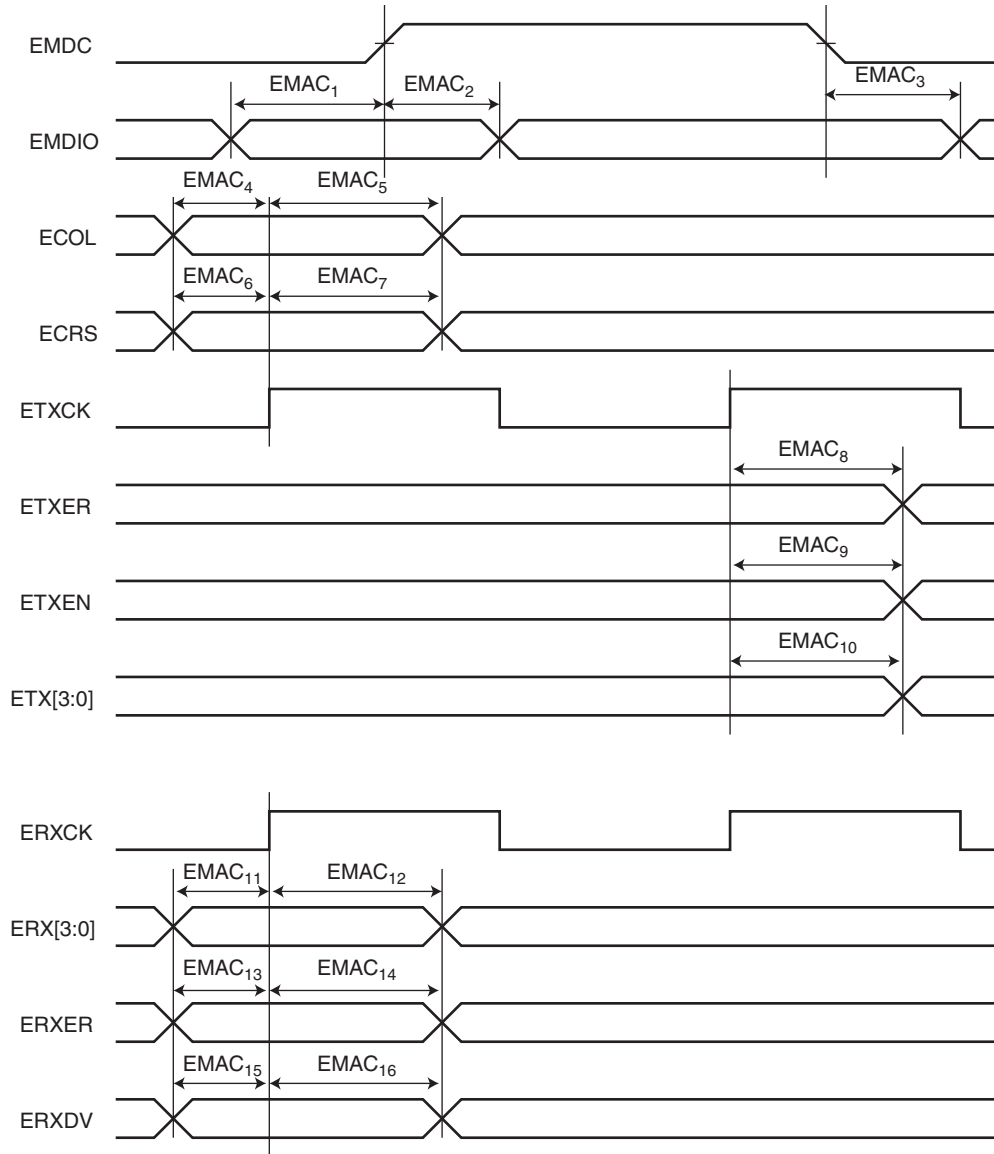 EMDC
EMAC1 EMAC2 EMAC3
EMDIO
EMAC4 EMAC5
ECOL
EMAC6 EMAC7
ECRS
ETXCK
EMAC8
ETXER
EMAC9
ETXEN
EMAC10
ETX[3:0]
ERXCK
EMAC11 EMAC12
ERX[3:0]
EMAC13 EMAC14
ERXER
EMAC15 EMAC16
ERXDV